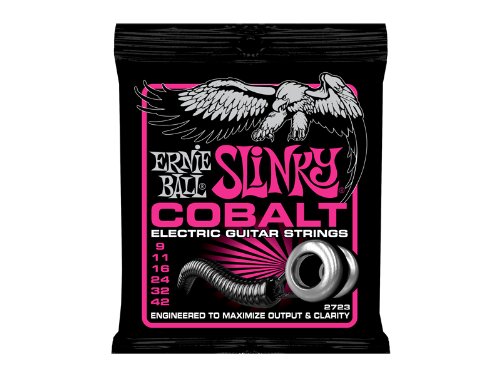 ERNIE BALL® SLINKY®
COBALT
ELECTRIC GUITAR STRINGS
9
11
16
24
32
42
2723
ENGINEERED TO MAXIMIZE OUTPUT & CLARITY